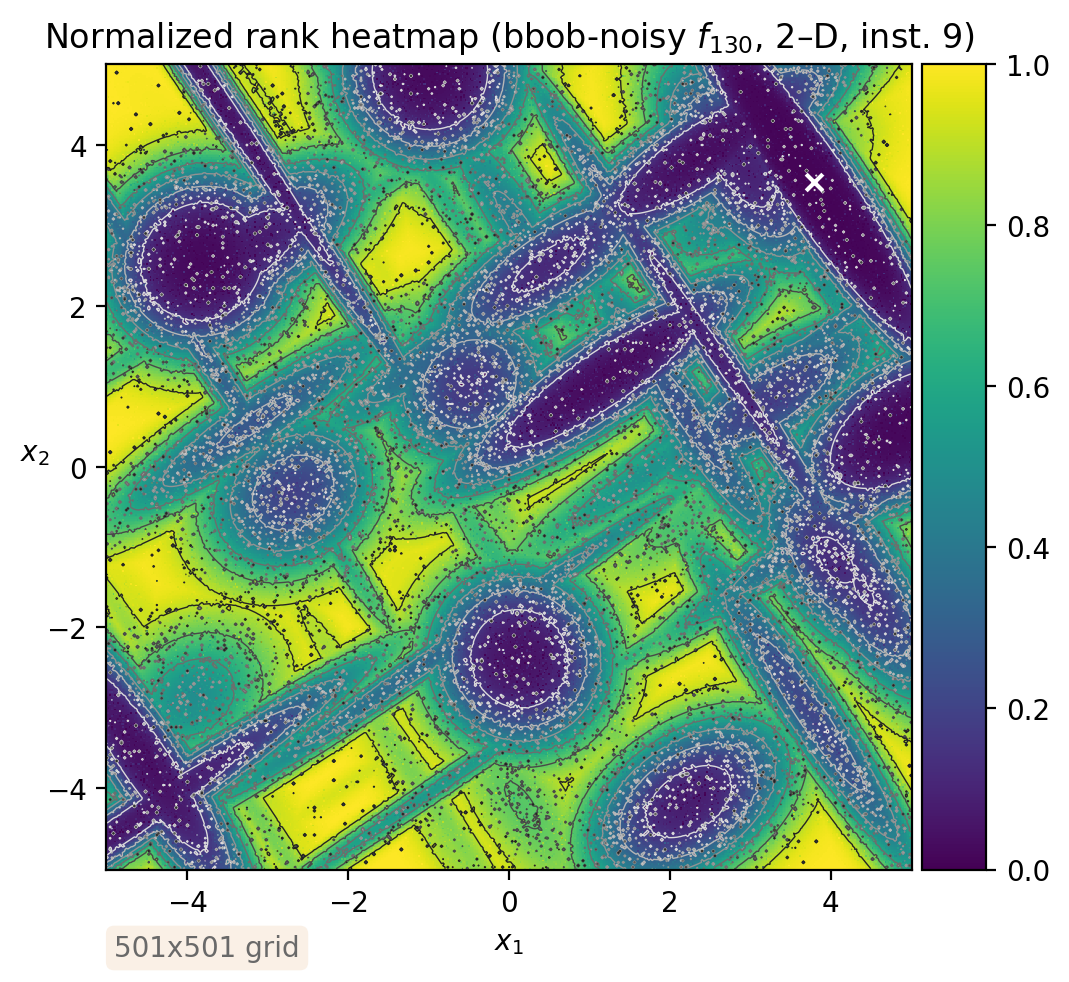 Normalized rank heatmap (bbob-noisy f₁₃₀, 2–D, inst. 9)
1.0
0.8
0.6
0.4
0.2
0.0
4
2
0
−2
−4
x₂
−4 −2 0 2 4
x₁
501x501 grid